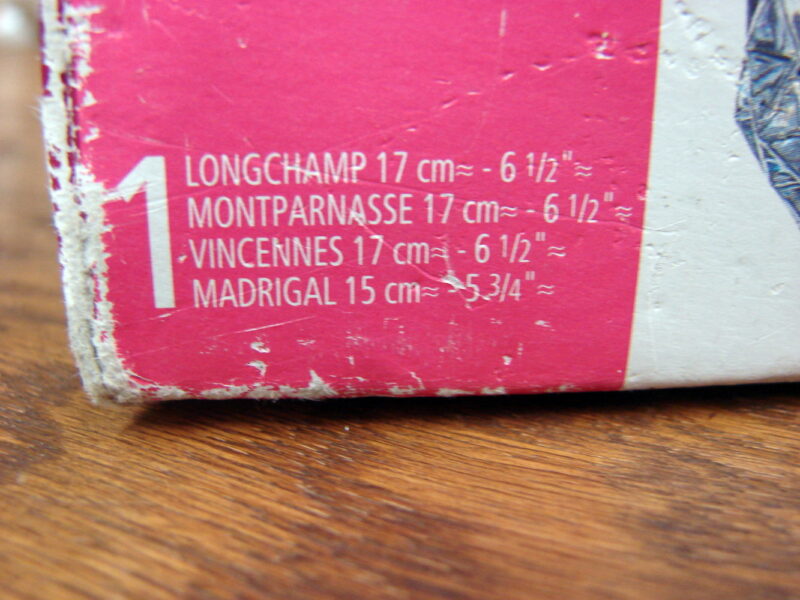 1
LONGCHAMP 17 cm≈ - 6 1/2"≈
MONTPARNASSE 17 cm≈ - 6 1/2"≈
VINCENNES 17 cm≈ - 6 1/2"≈
MADRIGAL 15 cm≈ - 5 3/4"≈